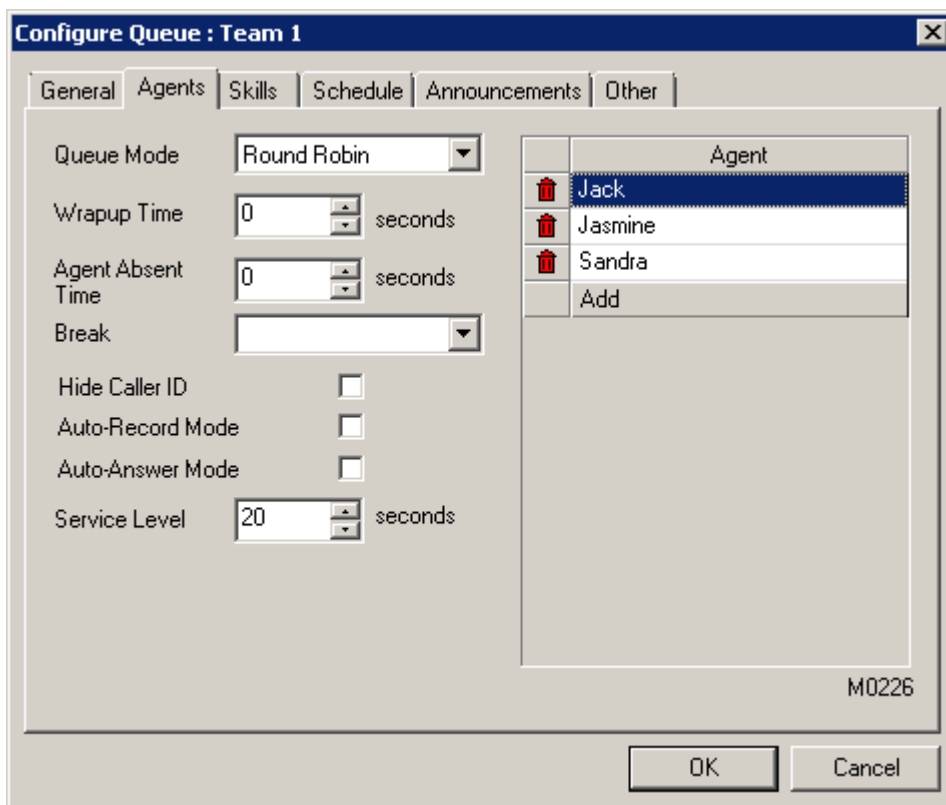 Configure Queue : Team 1
General Agents Skills Schedule Announcements Other
Queue Mode Round Robin
Wrapup Time 0 seconds
Agent Absent
Time 0 seconds
Break
Hide Caller ID
Auto-Record Mode
Auto-Answer Mode
Service Level 20 seconds
Agent
Jack
Jasmine
Sandra
Add
M0226
OK Cancel